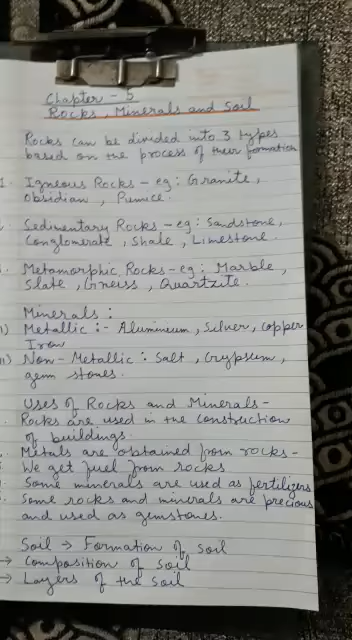 Chapter - 5
Rocks, Minerals and Soil
Rocks can be divided into 3 types
based on the process of their formation
1. Igneous Rocks - eg: Granite,
Obsidian, Pumice.
Sedimentary Rocks - eg: Sandstone,
Conglomerate, Shale, Limestone.
Metamorphic Rocks - eg: Marble,
Slate, Gneiss, Quartzite.
Minerals:
i) Metallic :- Alumineum, Silver, Copper
Iron
ii) Non-Metallic: Salt, Gypsum,
gem stones.
Uses of Rocks and Minerals -
Rocks are used in the construction
of buildings.
Metals are obtained from rocks -
We get fuel from rocks
Some minerals are used as fertilizers
Some rocks and minerals are precious
and used as gemstones.
Soil → Formation of soil
→ Composition of soil
→ Layers of the soil